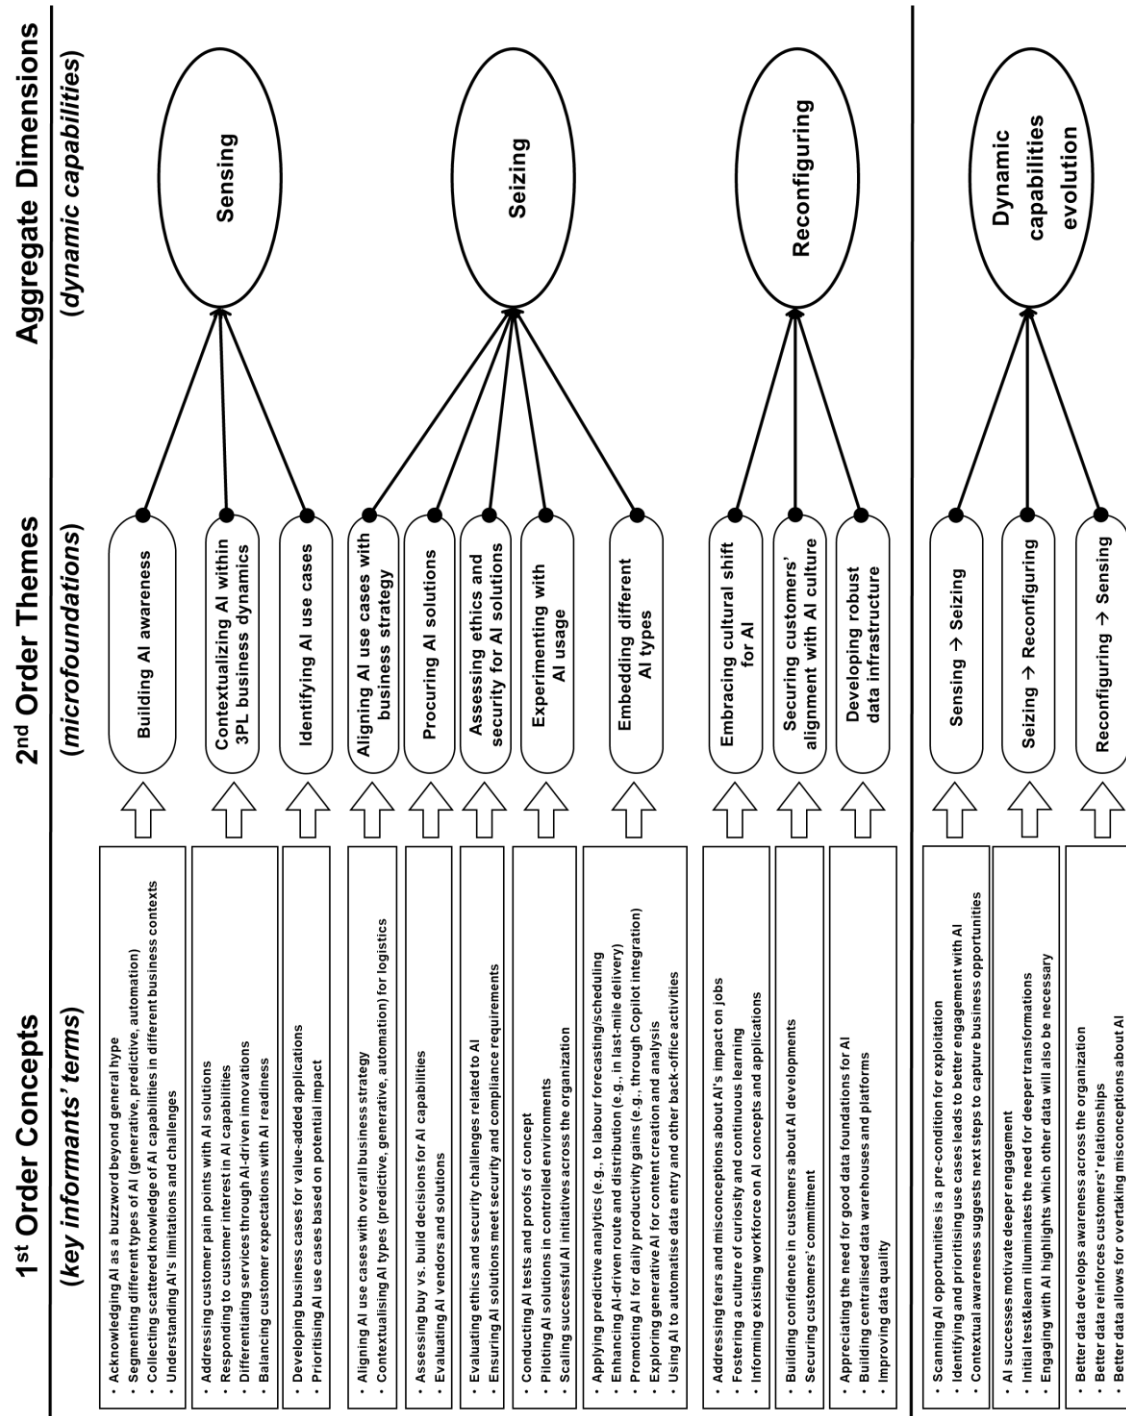 1st Order Concepts
(key informants' terms)
2nd Order Themes
(microfoundations)
Aggregate Dimensions
(dynamic capabilities)
• Acknowledging AI as a buzzword beyond general hype
• Segmenting different types of AI (generative, predictive, automation)
• Collecting scattered knowledge of AI capabilities in different business contexts
• Understanding AI's limitations and challenges
Building AI awareness
• Addressing customer pain points with AI solutions
• Responding to customer interest in AI capabilities
• Differentiating services through AI-driven innovations
• Balancing customer expectations with AI readiness
Contextualizing AI within
3PL business dynamics
• Developing business cases for value-added applications
• Prioritising AI use cases based on potential impact
Identifying AI use cases
Sensing
• Aligning AI use cases with overall business strategy
• Contextualising AI types (predictive, generative, automation) for logistics
Aligning AI use cases with
business strategy
• Assessing buy vs. build decisions for AI capabilities
• Evaluating AI vendors and solutions
Procuring AI solutions
• Evaluating ethics and security challenges related to AI
• Ensuring AI solutions meet security and compliance requirements
Assessing ethics and
security for AI solutions
• Conducting AI tests and proofs of concept
• Piloting AI solutions in controlled environments
• Scaling successful AI initiatives across the organization
Experimenting with
AI usage
• Applying predictive analytics (e.g., to labour forecasting/scheduling
• Enhancing AI-driven route and distribution (e.g., in last-mile delivery)
• Promoting AI for daily productivity gains (e.g., through Copilot integration)
• Exploring generative AI for content creation and analysis
• Using AI to automatise data entry and other back-office activities
Embedding different
AI types
Seizing
• Addressing fears and misconceptions about AI's impact on jobs
• Fostering a culture of curiosity and continuous learning
• Informing existing workforce on AI concepts and applications
Embracing cultural shift
for AI
• Building confidence in customers about AI developments
• Securing customers' commitment
Securing customers'
alignment with AI culture
• Appreciating the need for good data foundations for AI
• Building centralised data warehouses and platforms
• Improving data quality
Developing robust
data infrastructure
Reconfiguring
• Scanning AI opportunities is a pre-condition for exploitation
• Identifying and prioritising use cases leads to better engagement with AI
• Contextual awareness suggests next steps to capture business opportunities
Sensing → Seizing
• AI successes motivate deeper engagement
• Initial test&learn illuminates the need for deeper transformations
• Engaging with AI highlights which other data will also be necessary
Seizing → Reconfiguring
• Better data develops awareness across the organization
• Better data reinforces customers' relationships
• Better data allows for overtaking misconceptions about AI
Reconfiguring → Sensing
Dynamic
capabilities
evolution